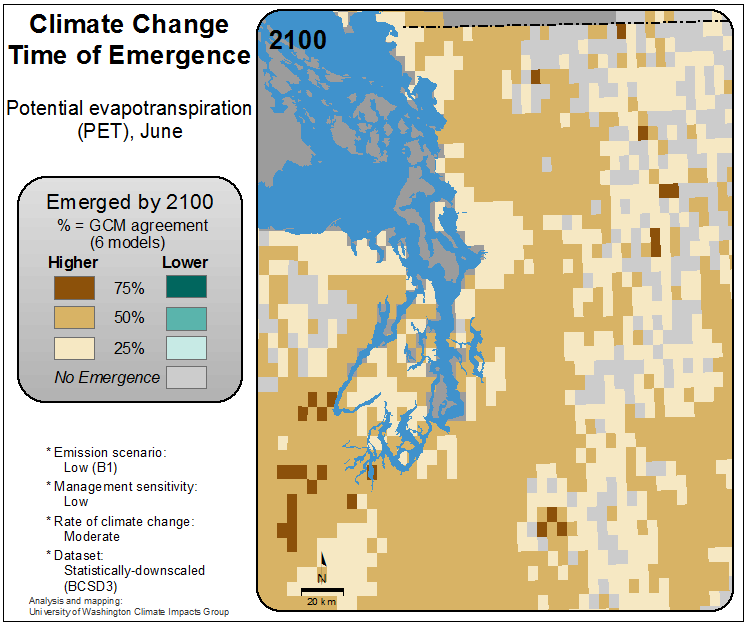 Climate Change
Time of Emergence
Potential evapotranspiration
(PET), June
Emerged by 2100
% = GCM agreement
(6 models)
Higher Lower
75%
50%
25%
No Emergence
* Emission scenario:
Low (B1)
* Management sensitivity:
Low
* Rate of climate change:
Moderate
* Dataset:
Statistically-downscaled
(BCSD3)
Analysis and mapping:
University of Washington Climate Impacts Group
2100
N
20 km